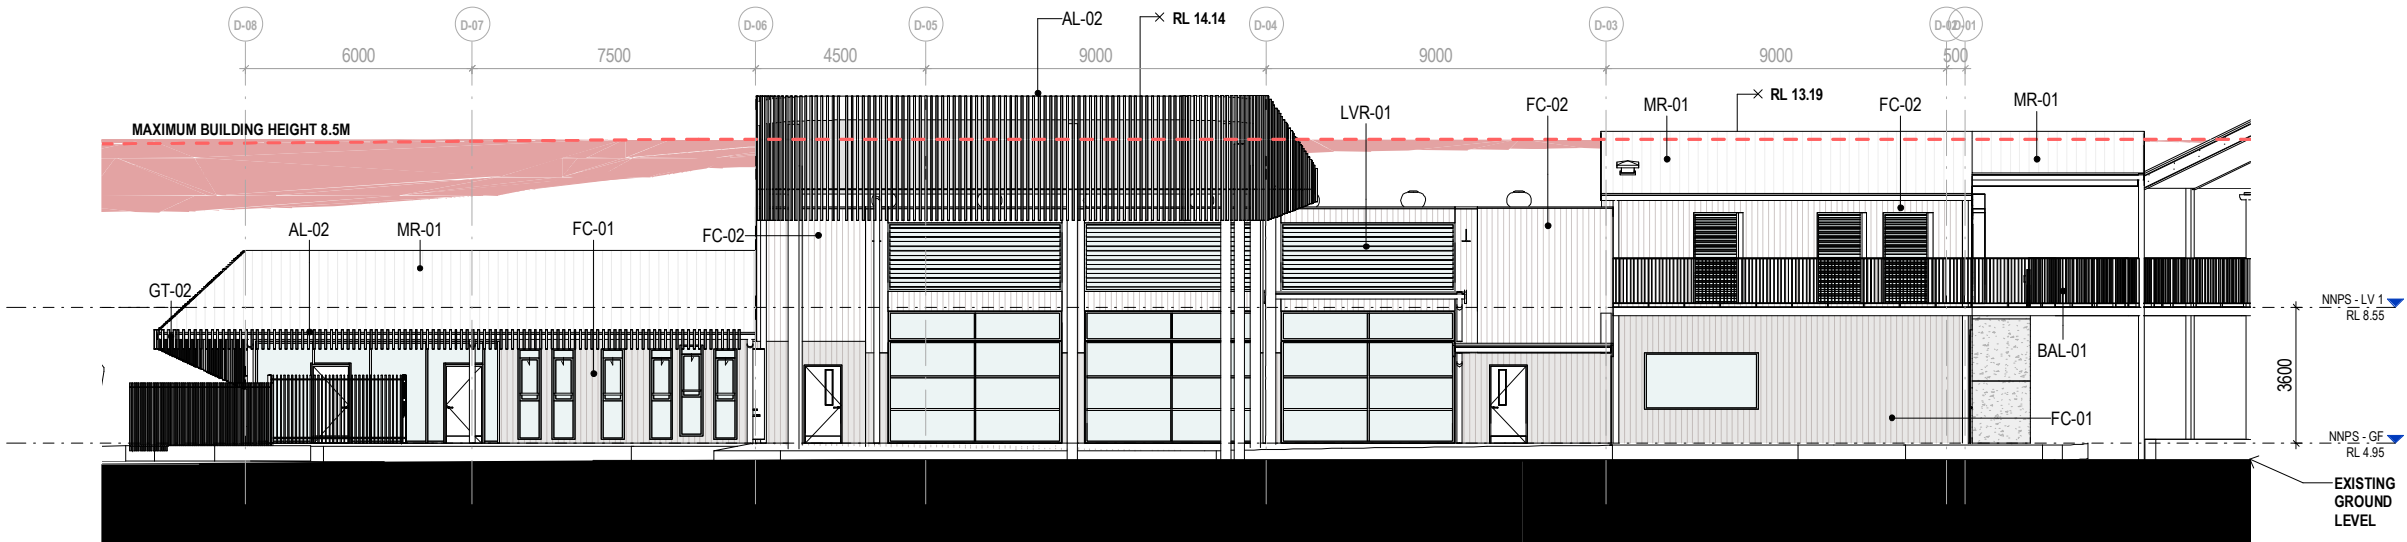 D-08
D-07
D-06
D-05
D-04
D-03
D-02
D-01
AL-02
RL 14.14
6000
7500
4500
9000
9000
9000
500
MAXIMUM BUILDING HEIGHT 8.5M
LVR-01
FC-02
MR-01
RL 13.19
FC-02
MR-01
AL-02
MR-01
FC-01
FC-02
GT-02
NNPS - LV 1
RL 8.55
BAL-01
3600
FC-01
NNPS - GF
RL 4.95
EXISTING
GROUND
LEVEL